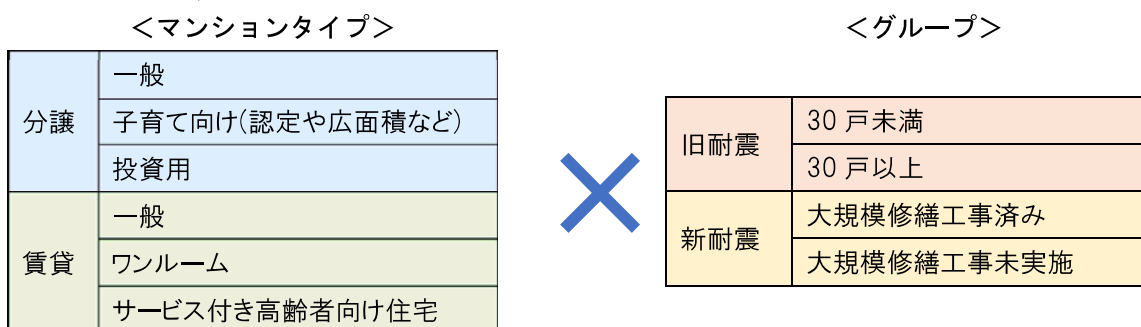 ＜マンションタイプ＞
分譲
一般
子育て向け(認定や広面積など)
投資用
賃貸
一般
ワンルーム
サービス付き高齢者向け住宅
＜グループ＞
旧耐震
30 戸未満
30 戸以上
新耐震
大規模修繕工事済み
大規模修繕工事未実施